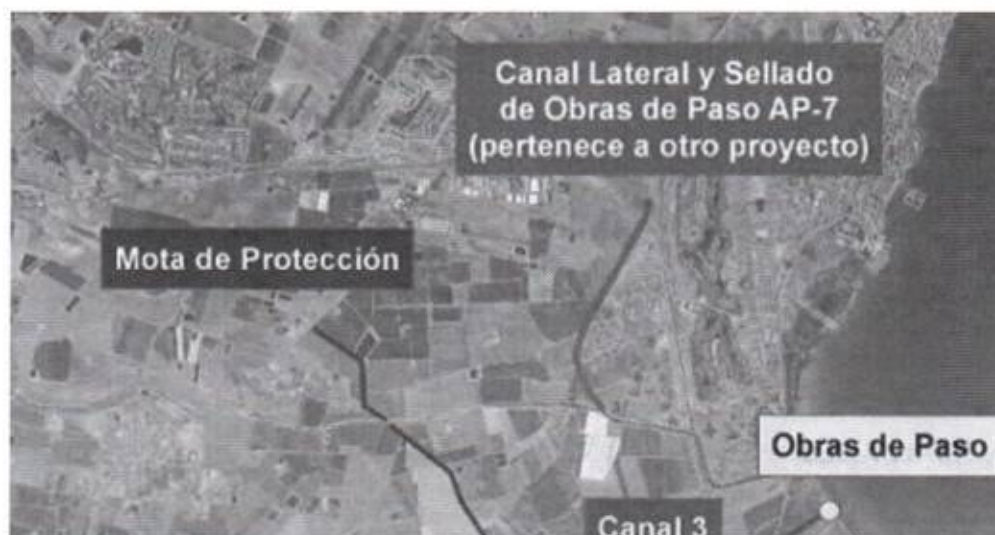 Canal Lateral y Sellado
de Obras de Paso AP-7
(pertenece a otro proyecto)
Mota de Protección
Obras de Paso
Canal 3